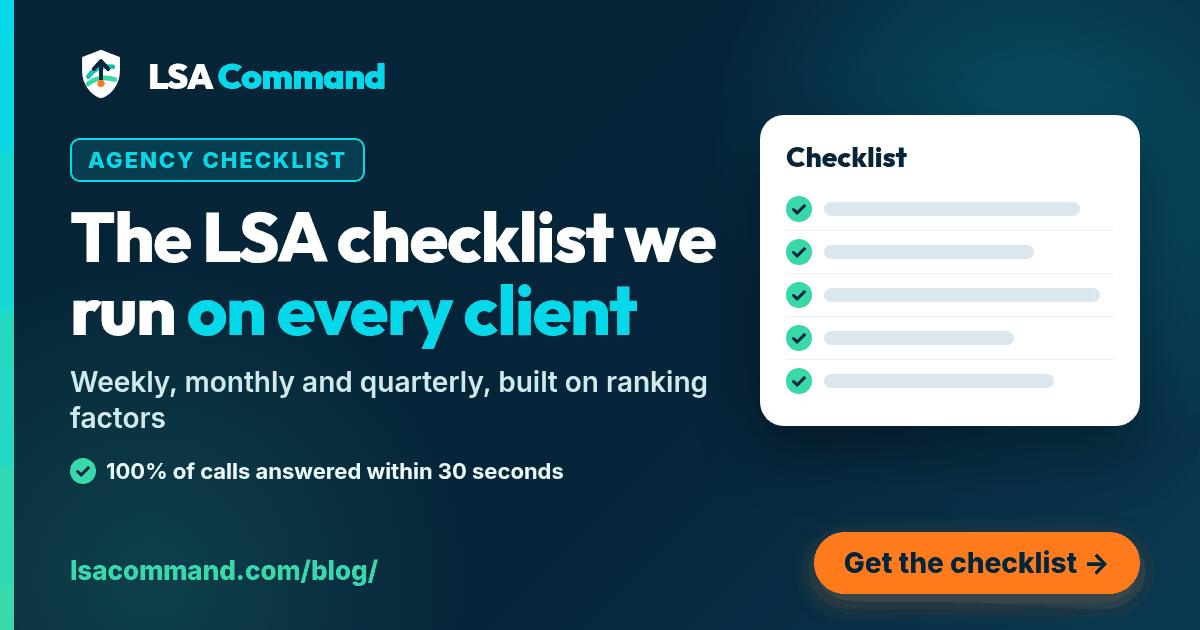 LSA Command
AGENCY CHECKLIST
The LSA checklist we
run on every client
Weekly, monthly and quarterly, built on ranking
factors
100% of calls answered within 30 seconds
lsacommand.com/blog/
Checklist
Get the checklist →